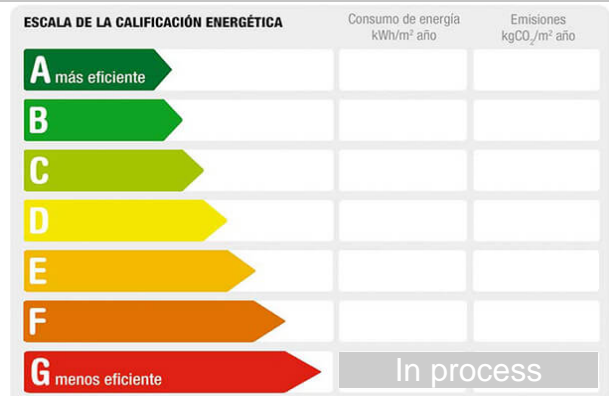 ESCALA DE LA CALIFICACIÓN ENERGÉTICA
Consumo de energía
kWh/m² año
Emisiones
kgCO₂/m² año
A más eficiente
B
C
D
E
F
G menos eficiente
In process